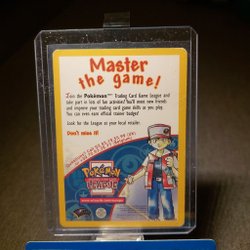 Master
the game!
Join the Pokémon™ Trading Card Game League and
take part in lots of fun activities! You'll meet new friends
and improve your trading card game skills as you play.
You can even earn official trainer badges!
Look for the League at your local retailer.
Don't miss it!
POKéMON
LEAGUE